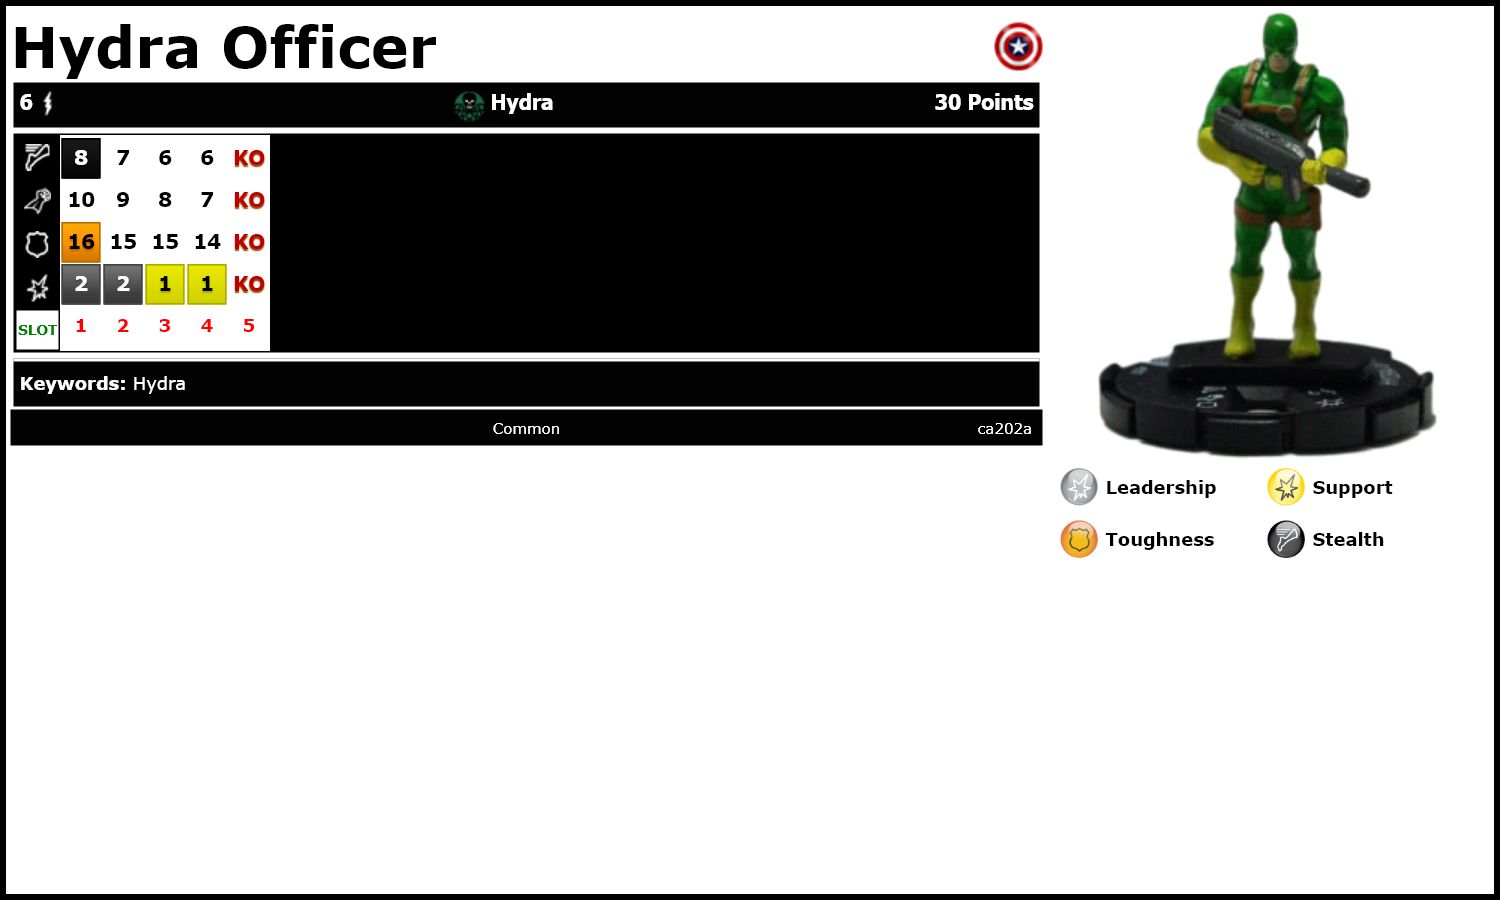 Hydra Officer
6 Hydra 30 Points
8 7 6 6 KO
10 9 8 7 KO
16 15 15 14 KO
2 2 1 1 KO
SLOT 1 2 3 4 5
Keywords: Hydra
Common ca202a
Leadership Support
Toughness Stealth